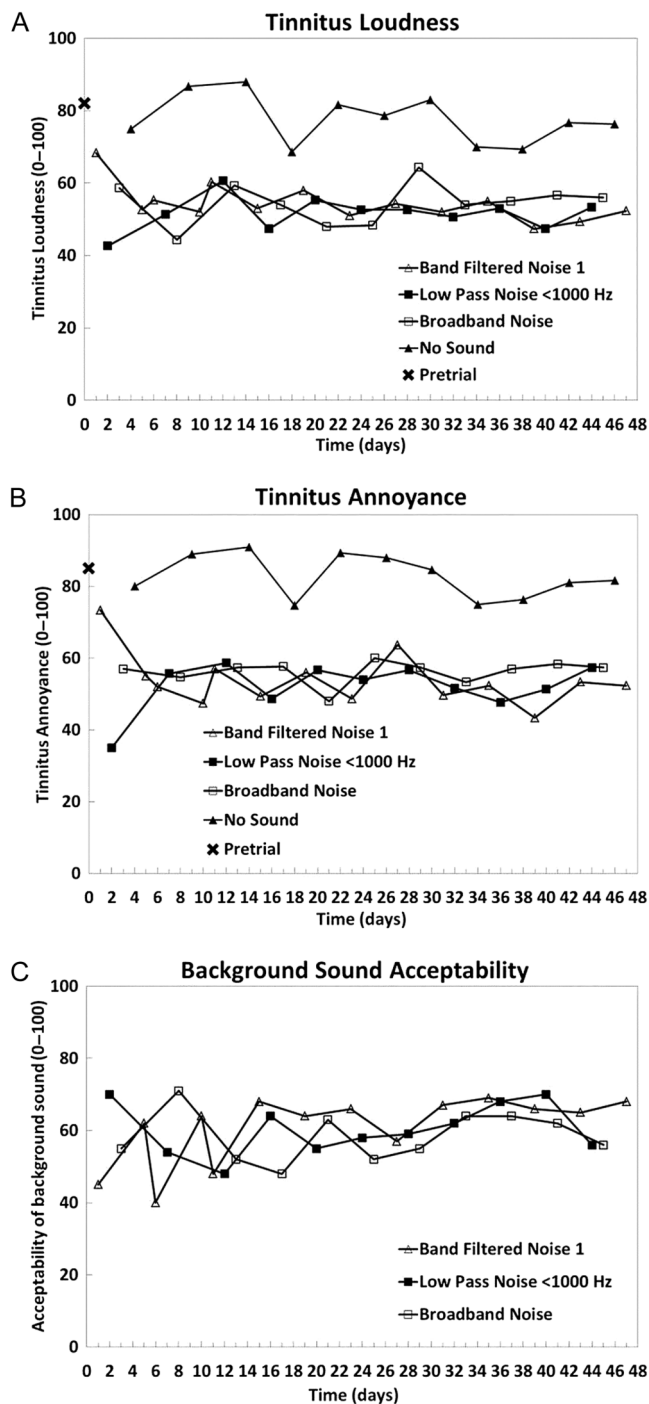 A
Tinnitus Loudness
Tinnitus Loudness (0–100)
100
80
60
40
20
0
Band Filtered Noise 1
Low Pass Noise <1000 Hz
Broadband Noise
No Sound
Pretrial
0 2 4 6 8 10 12 14 16 18 20 22 24 26 28 30 32 34 36 38 40 42 44 46 48
Time (days)
B
Tinnitus Annoyance
Tinnitus Annoyance (0–100)
100
80
60
40
20
0
Band Filtered Noise 1
Low Pass Noise <1000 Hz
Broadband Noise
No Sound
Pretrial
0 2 4 6 8 10 12 14 16 18 20 22 24 26 28 30 32 34 36 38 40 42 44 46 48
Time (days)
C
Background Sound Acceptability
Acceptability of background sound (0–100)
100
80
60
40
20
0
Band Filtered Noise 1
Low Pass Noise <1000 Hz
Broadband Noise
0 2 4 6 8 10 12 14 16 18 20 22 24 26 28 30 32 34 36 38 40 42 44 46 48
Time (days)